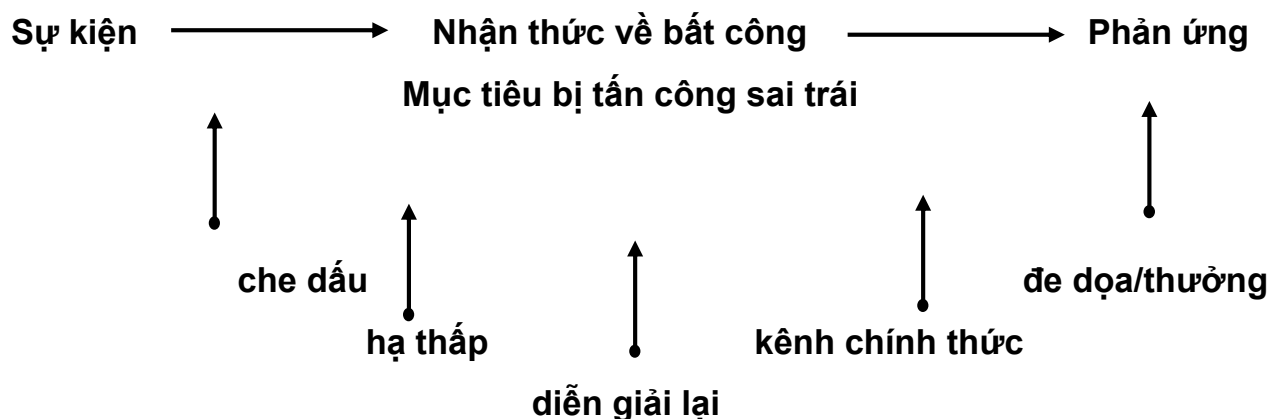 Sự kiện Nhận thức về bất công Phản ứng
Mục tiêu bị tấn công sai trái
che dấu đe dọa/thưởng
hạ thấp kênh chính thức
diễn giải lại